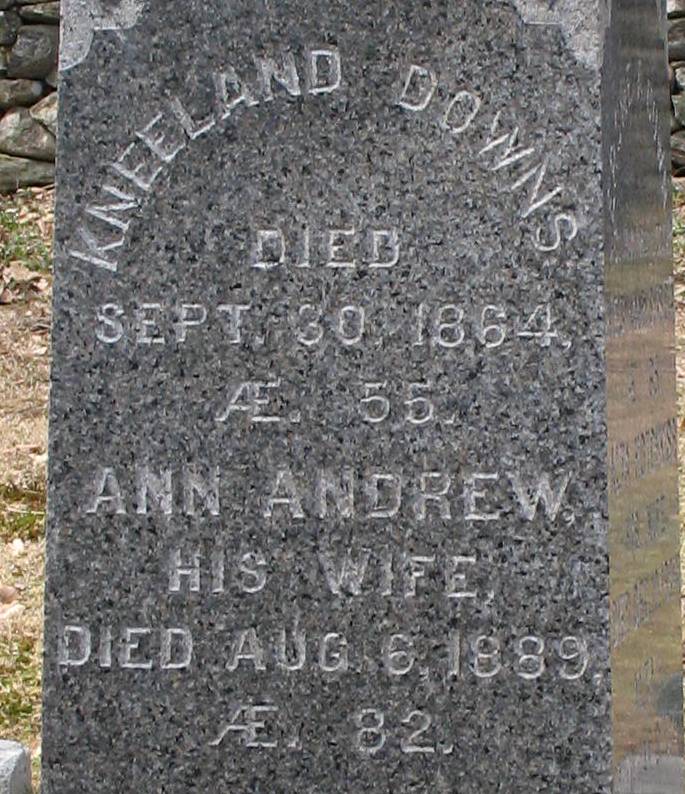 KNEELAND DOWNS
DIED
SEPT. 30, 1864,
Æ. 55.
ANN ANDREW,
HIS WIFE,
DIED AUG. 6, 1889,
Æ. 82.